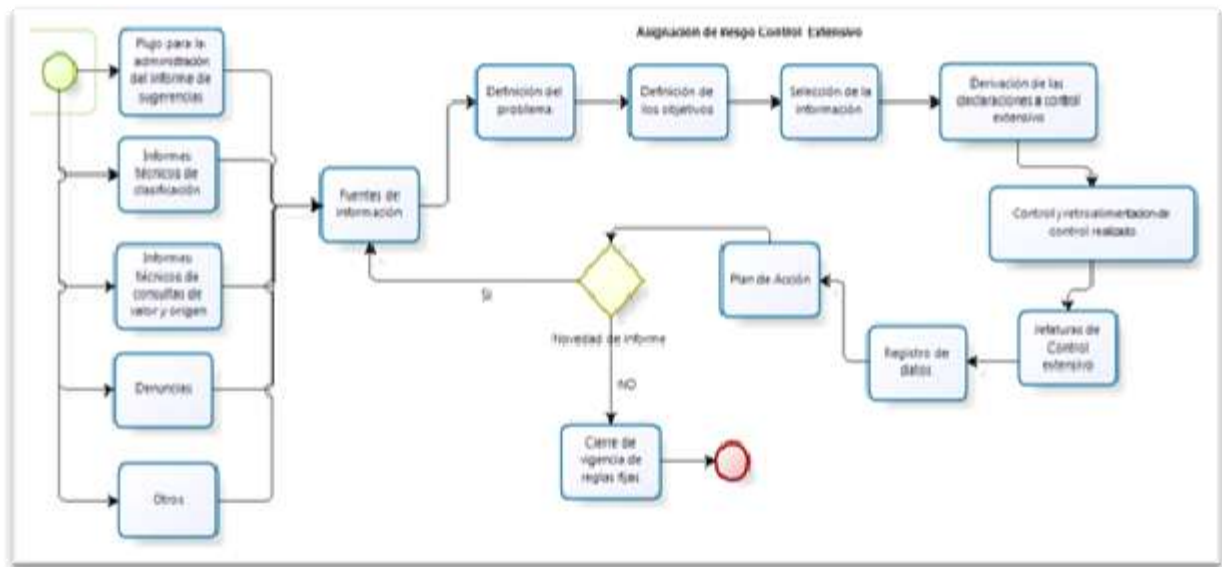 Asignación de riesgo Control Extensivo
Flujo para la
administración
del informe de
sugerencias
Informes
técnicos de
clasificación
Informes
técnicos de
consultas de
valor y origen
Denuncias
Otros
Fuentes de
información
Definición del
problema
Definición de
los objetivos
Selección de la
información
Derivación de las
declaraciones a control
extensivo
Control y retroalimentacion de
control realizado
Jefaturas de
Control
extensivo
Registro de
datos
Plan de Acción
SI
Novedad de informe
NO
Cierre de
vigencia de
reglas fijas